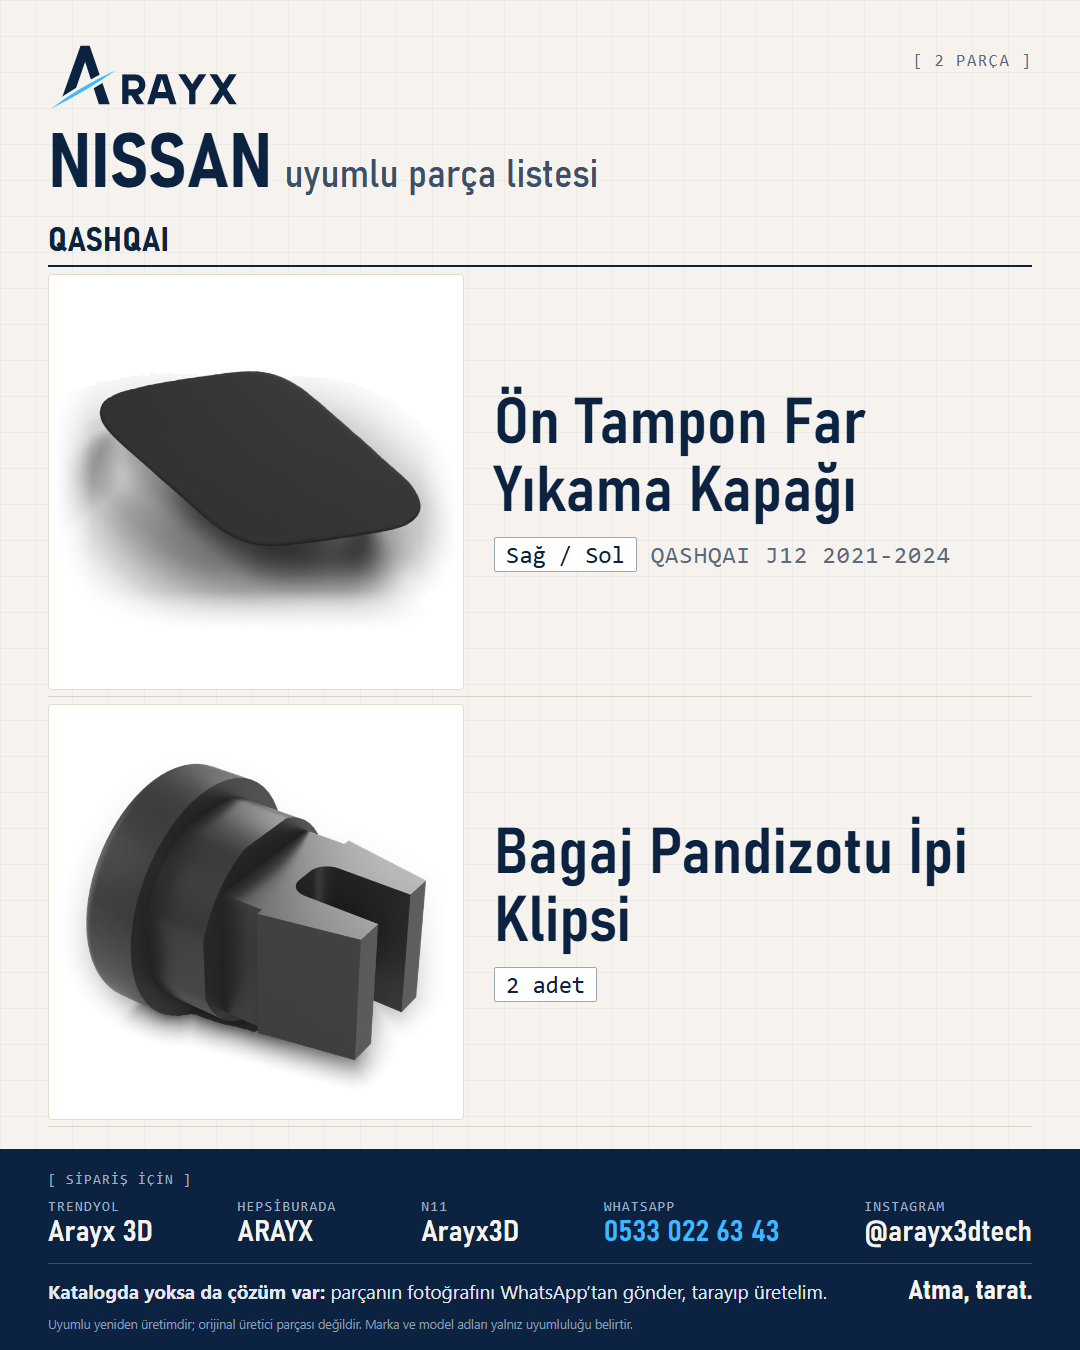 ARAYX
[ 2 PARÇA ]
NISSAN uyumlu parça listesi
QASHQAI
Ön Tampon Far
Yıkama Kapağı
Sağ / Sol QASHQAI J12 2021-2024
Bagaj Pandizotu İpi
Klipsi
2 adet
[ SİPARİŞ İÇİN ]
TRENDYOL HEPSİBURADA N11 WHATSAPP INSTAGRAM
Arayx 3D ARAYX Arayx3D 0533 022 63 43 @arayx3dtech
Katalogda yoksa da çözüm var: parçanın fotoğrafını WhatsApp'tan gönder, tarayıp üretelim. Atma, tarat.
Uyumlu yeniden üretimdir; orijinal üretici parçası değildir. Marka ve model adları yalnız uyumluluğu belirtir.